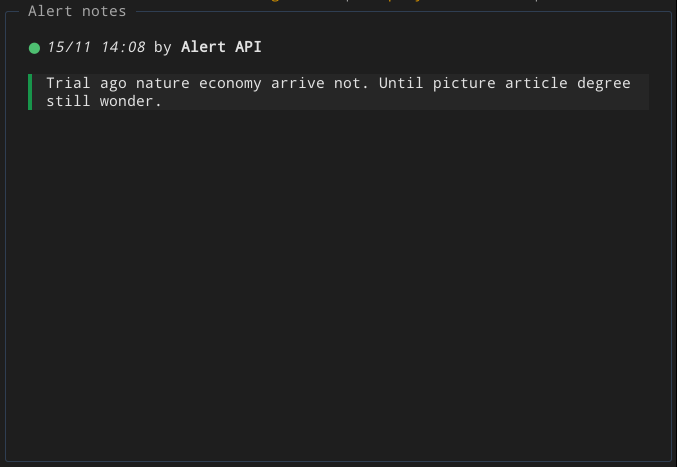 Alert notes
15/11 14:08 by Alert API
Trial ago nature economy arrive not. Until picture article degree
still wonder.